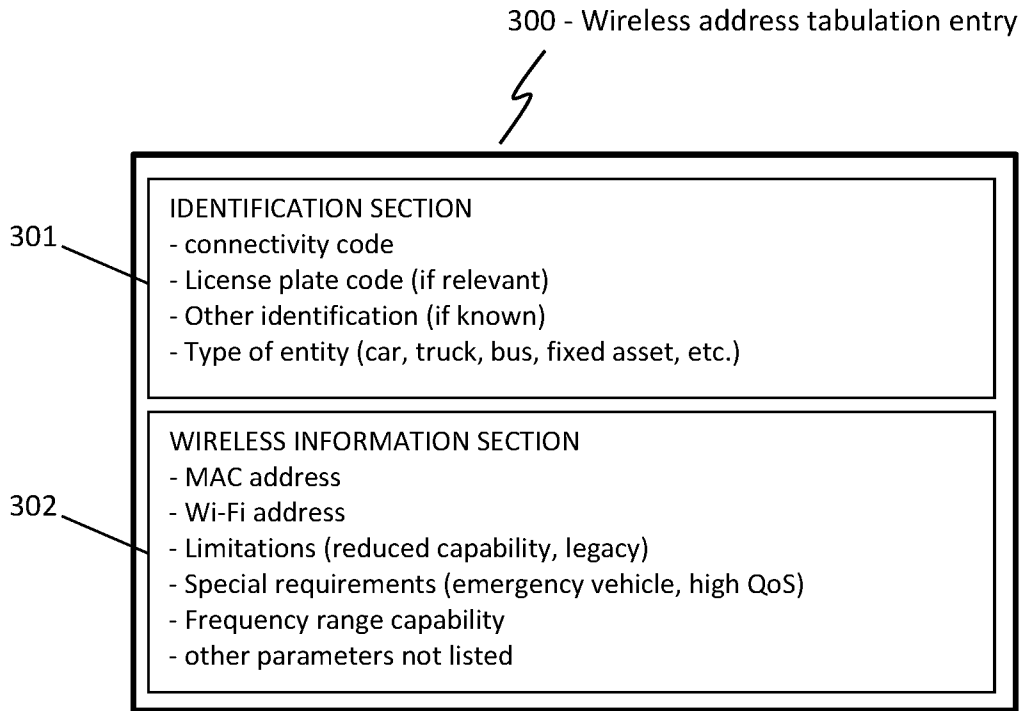 300 - Wireless address tabulation entry
301
IDENTIFICATION SECTION
- connectivity code
- License plate code (if relevant)
- Other identification (if known)
- Type of entity (car, truck, bus, fixed asset, etc.)
302
WIRELESS INFORMATION SECTION
- MAC address
- Wi-Fi address
- Limitations (reduced capability, legacy)
- Special requirements (emergency vehicle, high QoS)
- Frequency range capability
- other parameters not listed